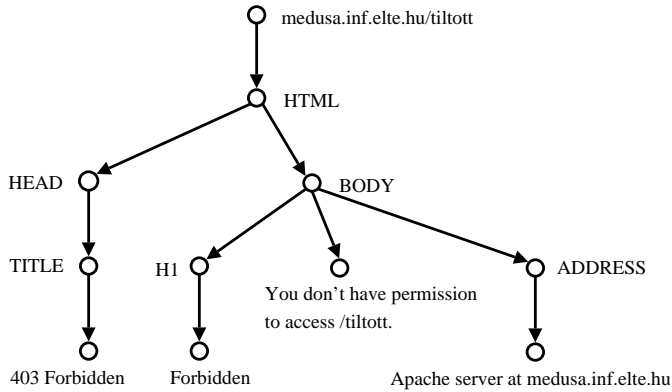 medusa.inf.elte.hu/tiltott
HTML
HEAD
BODY
TITLE
H1
ADDRESS
You don't have permission
to access /tiltott.
403 Forbidden
Forbidden
Apache server at medusa.inf.elte.hu